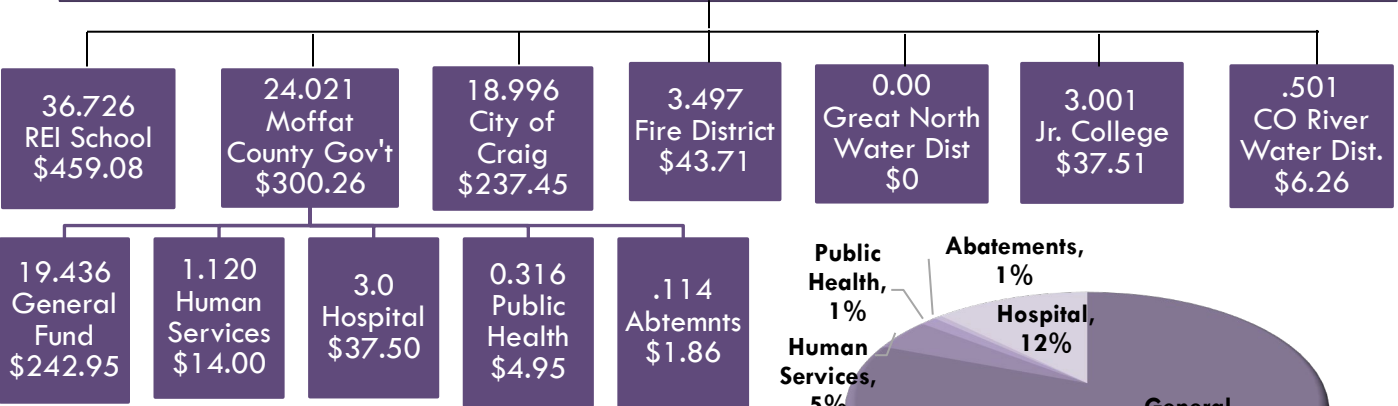 36.726
REI School
$459.08
24.021
Moffat
County Gov't
$300.26
18.996
City of
Craig
$237.45
3.497
Fire District
$43.71
0.00
Great North
Water Dist
$0
3.001
Jr. College
$37.51
.501
CO River
Water Dist.
$6.26
19.436
General
Fund
$242.95
1.120
Human
Services
$14.00
3.0
Hospital
$37.50
0.316
Public
Health
$4.95
.114
Abtemnts
$1.86
Public
Health,
1%
Abatements,
1%
Hospital,
12%
Human
Services,
5%
General